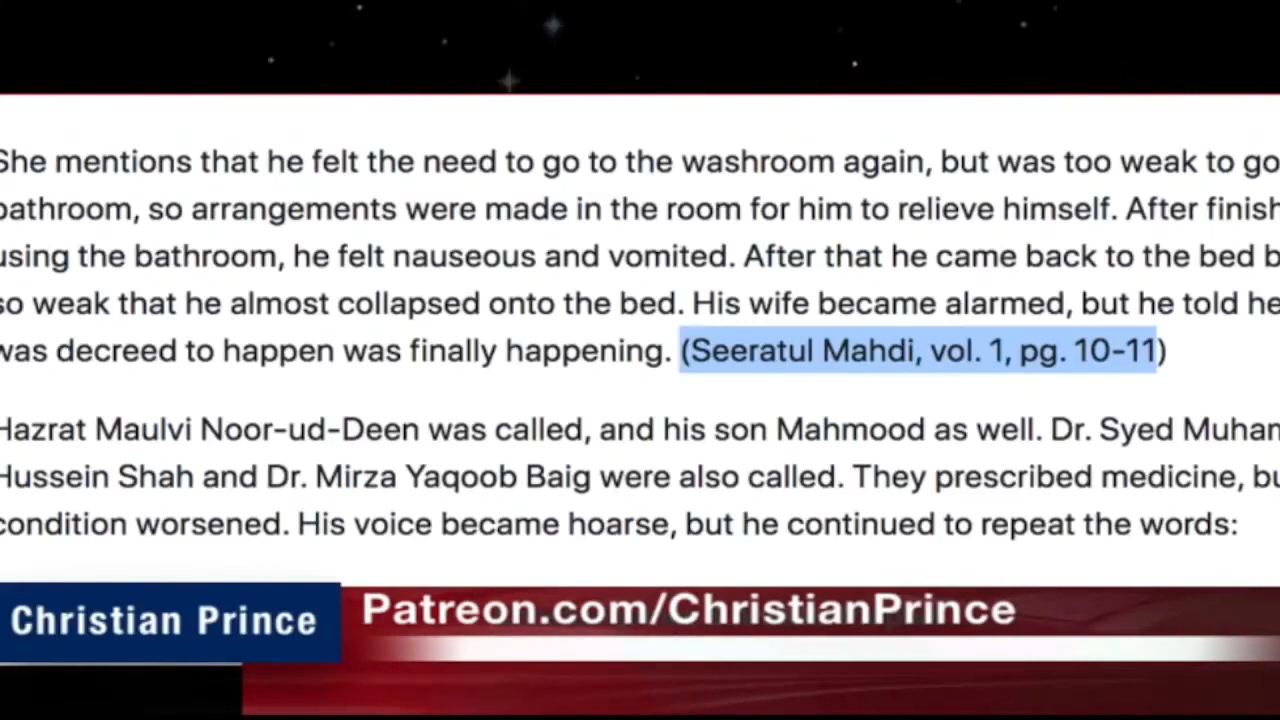 She mentions that he felt the need to go to the washroom again, but was too weak to go
bathroom, so arrangements were made in the room for him to relieve himself. After finish
using the bathroom, he felt nauseous and vomited. After that he came back to the bed b
so weak that he almost collapsed onto the bed. His wife became alarmed, but he told he
was decreed to happen was finally happening. (Seeratul Mahdi, vol. 1, pg. 10-11)
Hazrat Maulvi Noor-ud-Deen was called, and his son Mahmood as well. Dr. Syed Muham
Hussein Shah and Dr. Mirza Yaqoob Baig were also called. They prescribed medicine, bu
condition worsened. His voice became hoarse, but he continued to repeat the words:
Christian Prince
Patreon.com/ChristianPrince